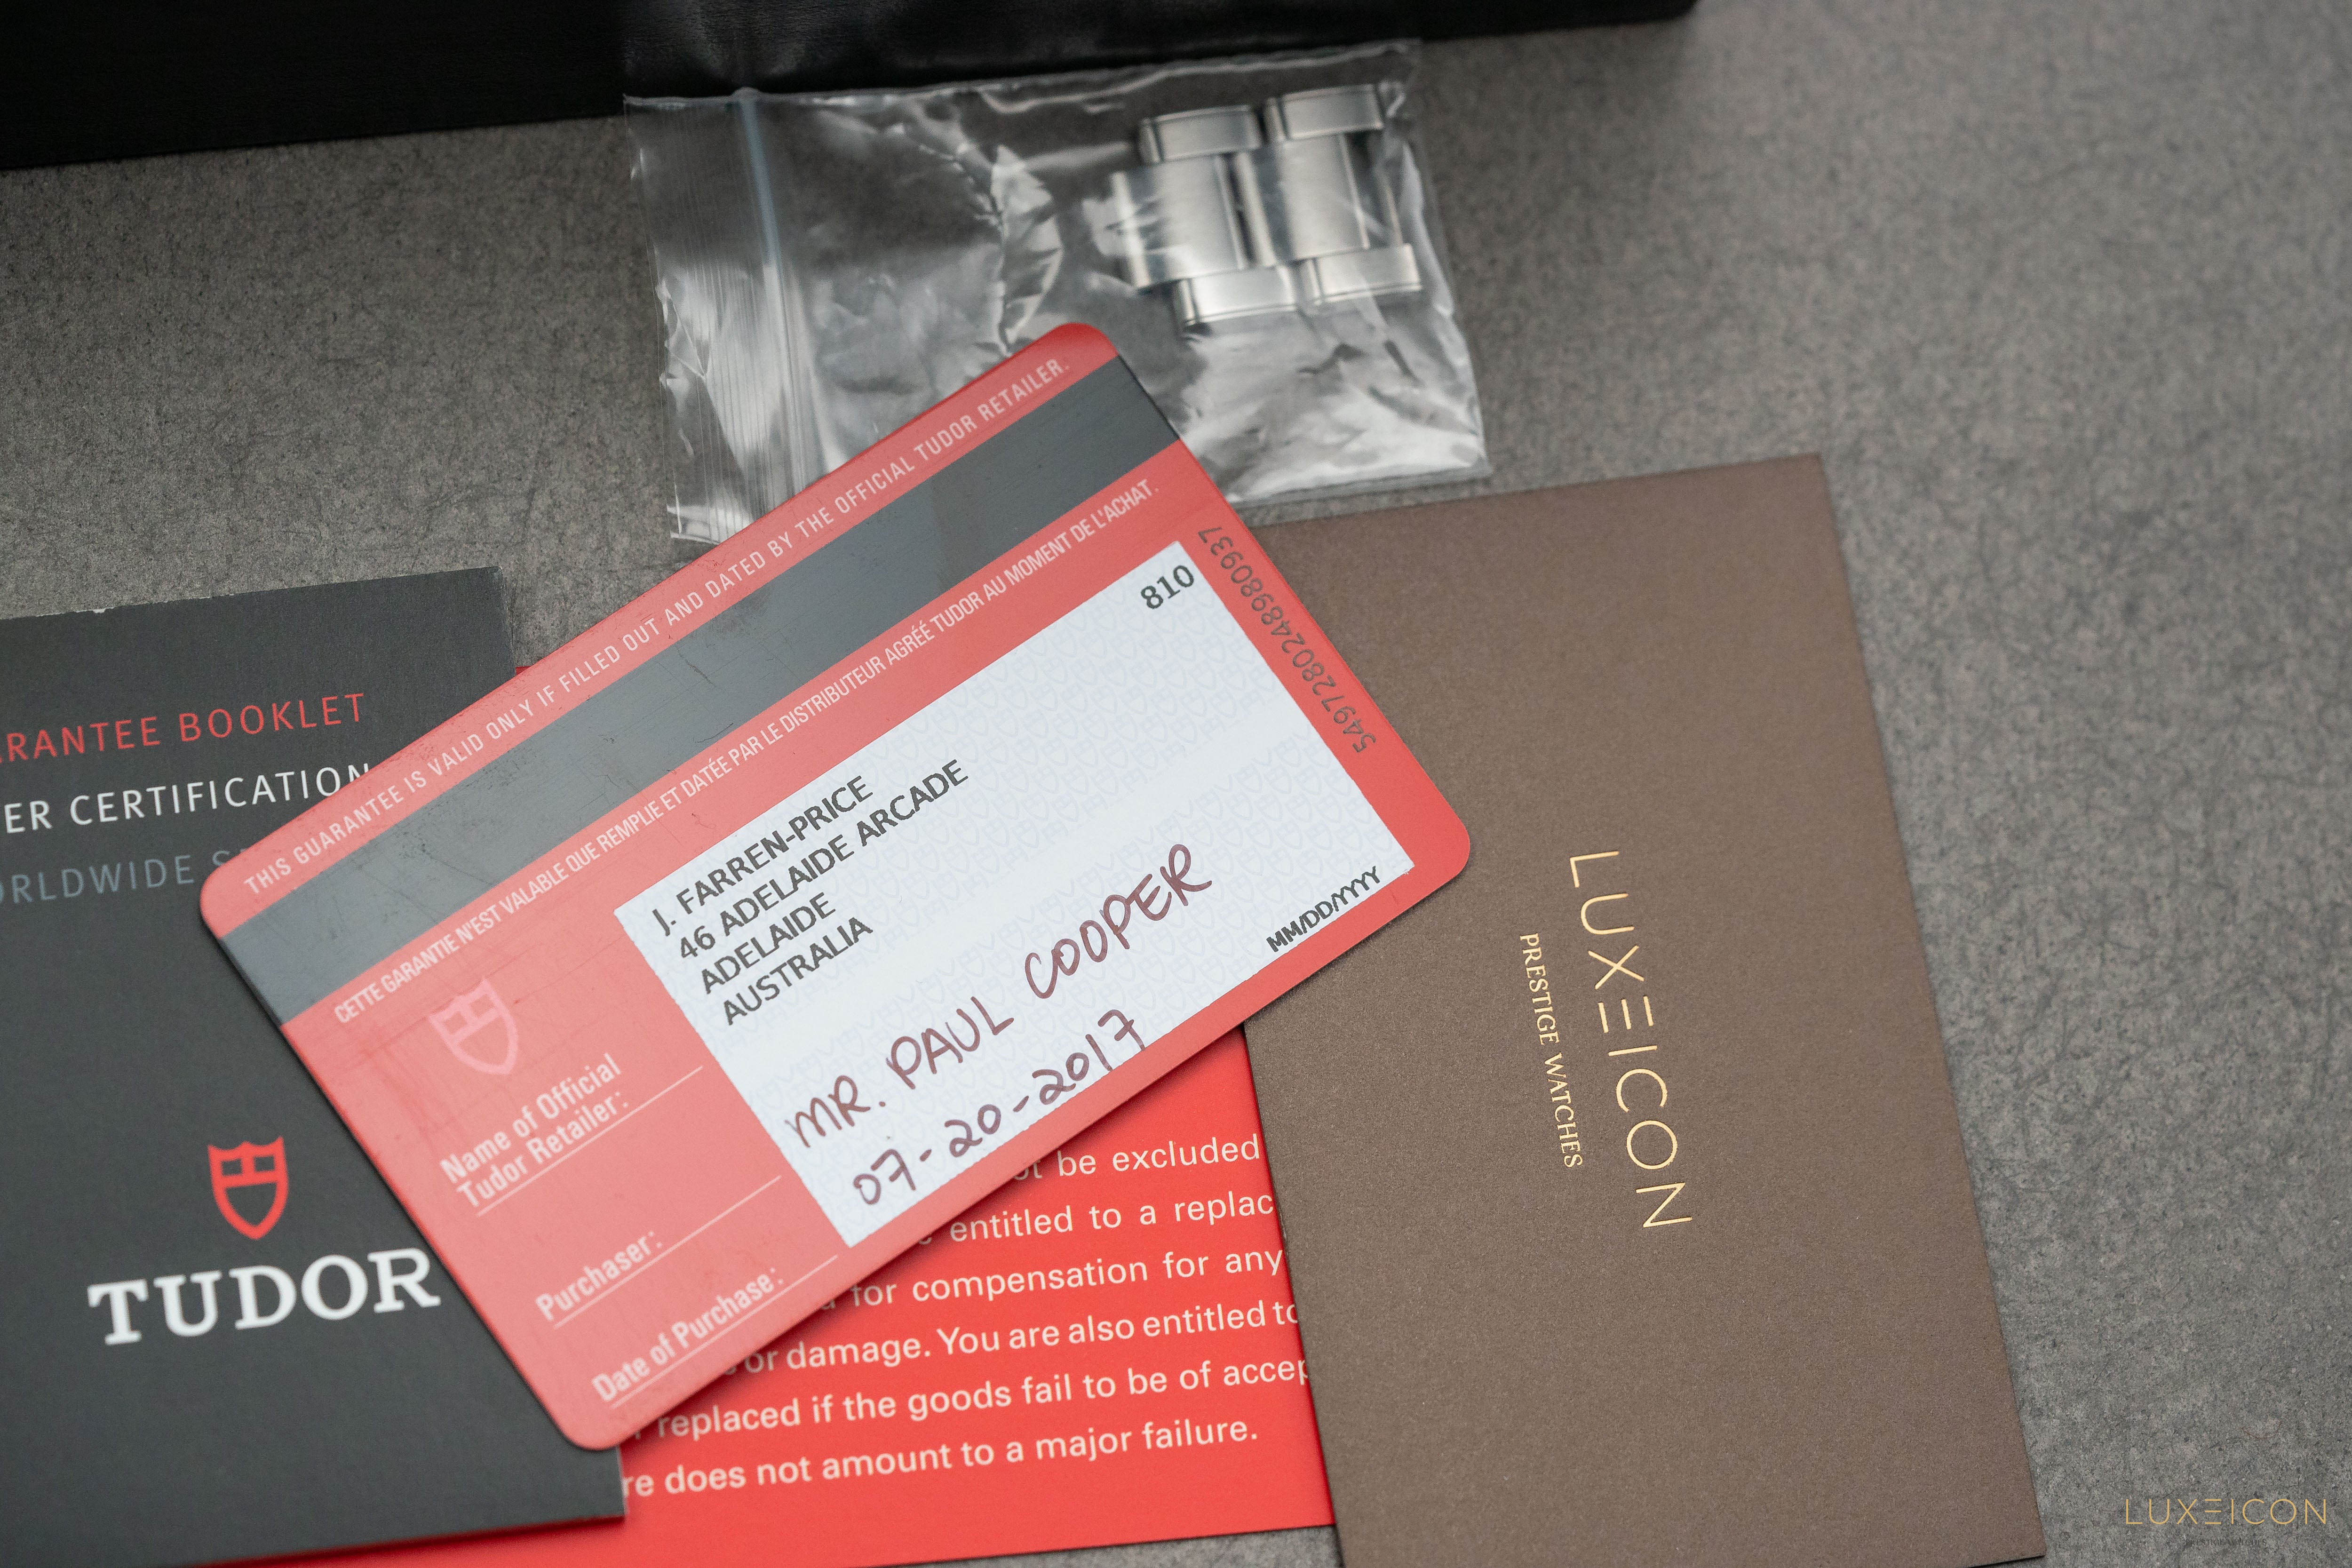 THIS GUARANTEE IS VALID ONLY IF FILLED OUT AND DATED BY THE OFFICIAL TUDOR RETAILER.
CETTE GARANTIE N'EST VALABLE QUE REMPLIE ET DATÉE PAR LE DISTRIBUTEUR AGRÉÉ TUDOR AU MOMENT DE L'ACHAT.
810
5497280248980937
J. FARREN-PRICE
46 ADELAIDE ARCADE
ADELAIDE
AUSTRALIA
Name of Official
Tudor Retailer:
Purchaser:
MR. PAUL COOPER
Date of Purchase:
07-20-2017
MM/DD/YYYY
RANTEE BOOKLET
ER CERTIFICATION
ORLDWIDE S
TUDOR
be excluded
entitled to a replac
for compensation for any
or damage. You are also entitled to
replaced if the goods fail to be of accep
re does not amount to a major failure.
LUXEICON
PRESTIGE WATCHES
LUXEICON